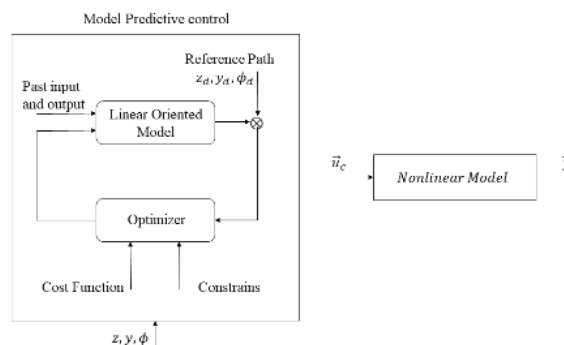 Model Predictive control
Reference Path
z_d, y_d, ϕ_d
Past input
and output
Linear Oriented
Model
Optimizer
Cost Function
Constrains
z, y, ϕ
u⃗_c
Nonlinear Model